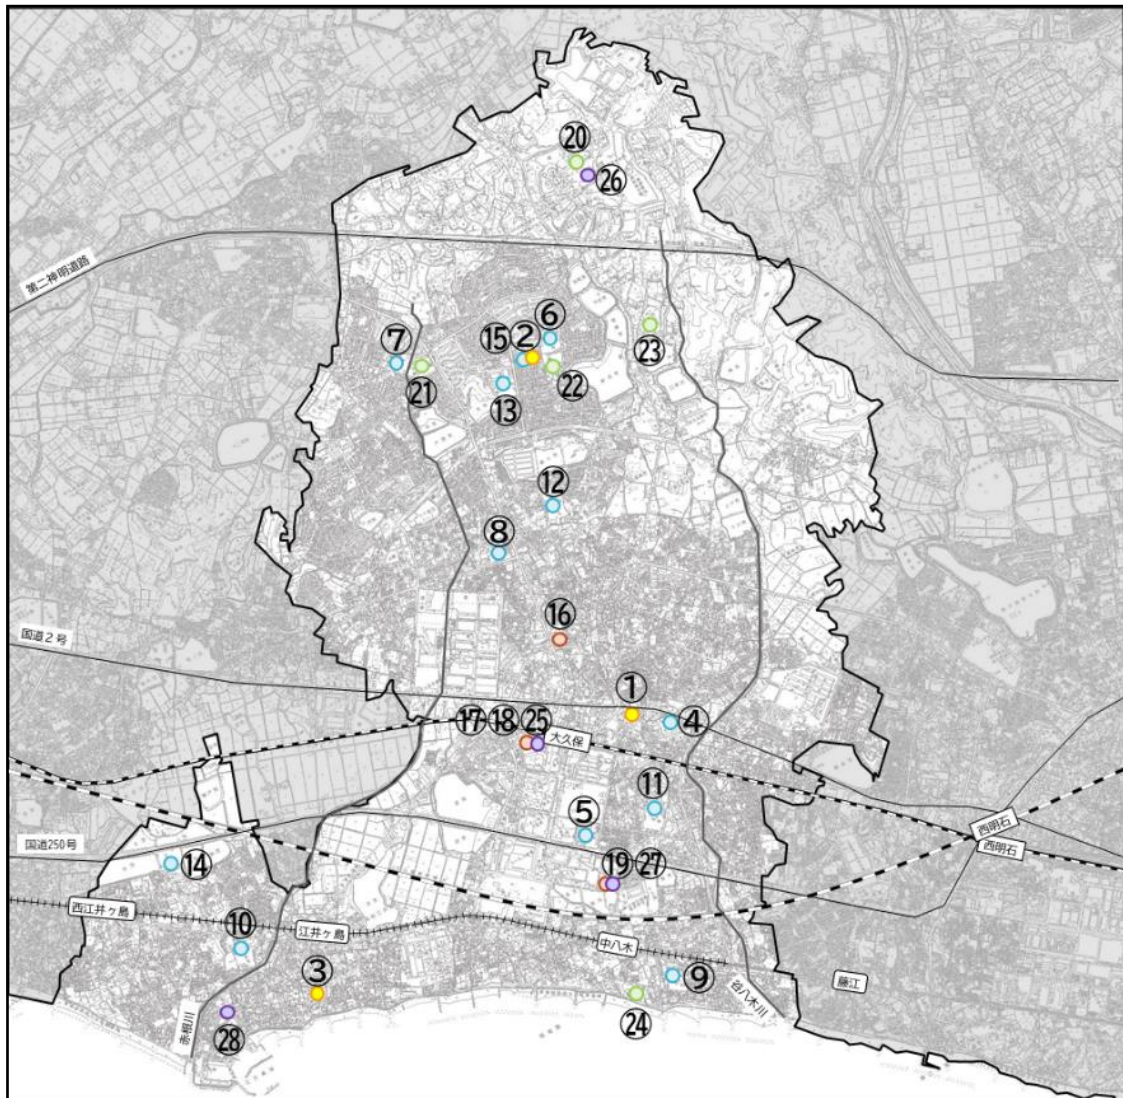 ⑳
㉖
第二神明道路
⑦
⑮
②
⑥
㉑
⑬
㉒
㉓
⑫
⑧
⑯
国道2号
①
④
⑰
⑱
㉕
大久保
⑪
⑤
西明石
西明石
国道250号
⑭
⑲
㉗
西江井ヶ島
⑩
江井ヶ島
中八木
③
⑨
藤江
谷八木川
㉔
赤根川
㉘